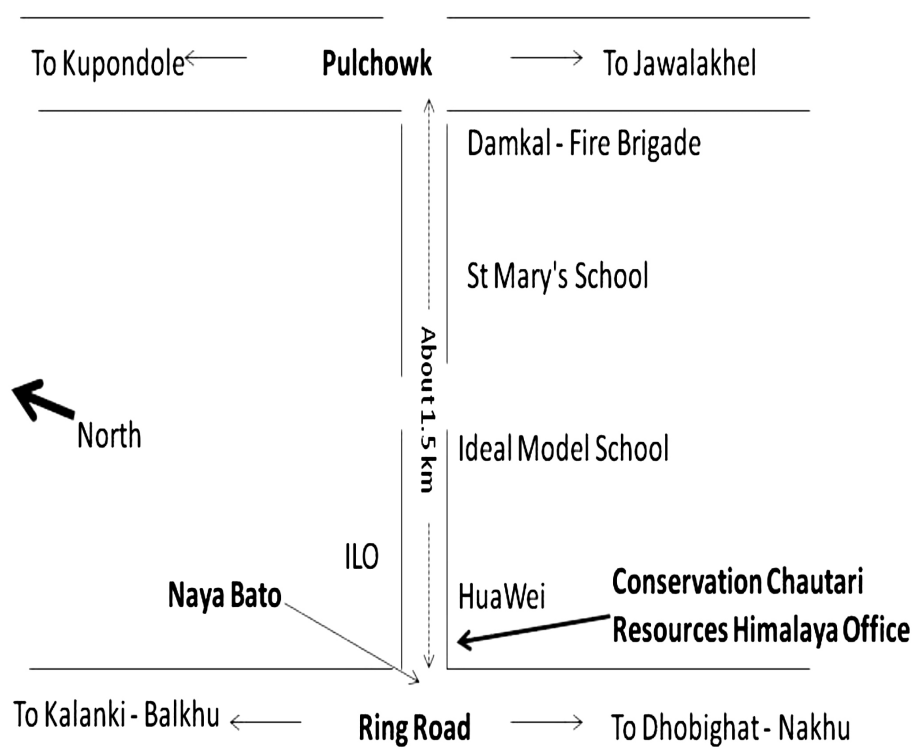 To Kupondole
Pulchowk
To Jawalakhel
Damkal - Fire Brigade
St Mary's School
About 1.5 km
North
Ideal Model School
ILO
Naya Bato
HuaWei
Conservation Chautari
Resources Himalaya Office
To Kalanki - Balkhu
Ring Road
To Dhobighat - Nakhu